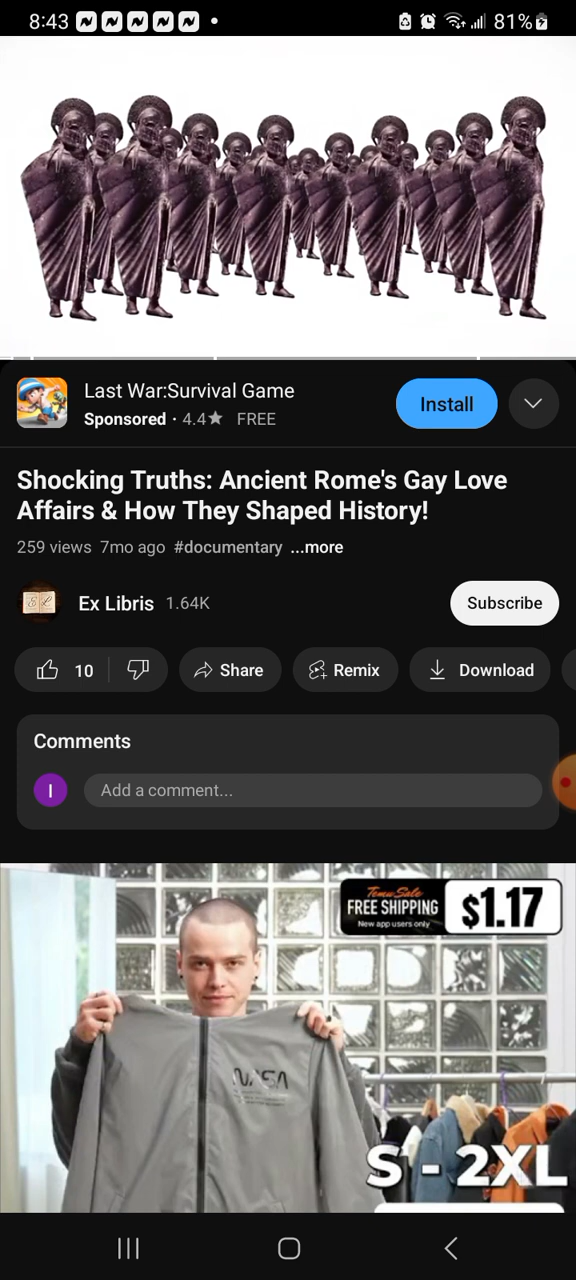 8:43
81%
Last War:Survival Game
Sponsored · 4.4★ FREE
Install
Shocking Truths: Ancient Rome's Gay Love
Affairs & How They Shaped History!
259 views 7mo ago #documentary ...more
Ex Libris 1.64K
Subscribe
10
Share
Remix
Download
Comments
I
Add a comment...
Temu Sale
FREE SHIPPING
New app users only
$1.17
NASA
S - 2XL